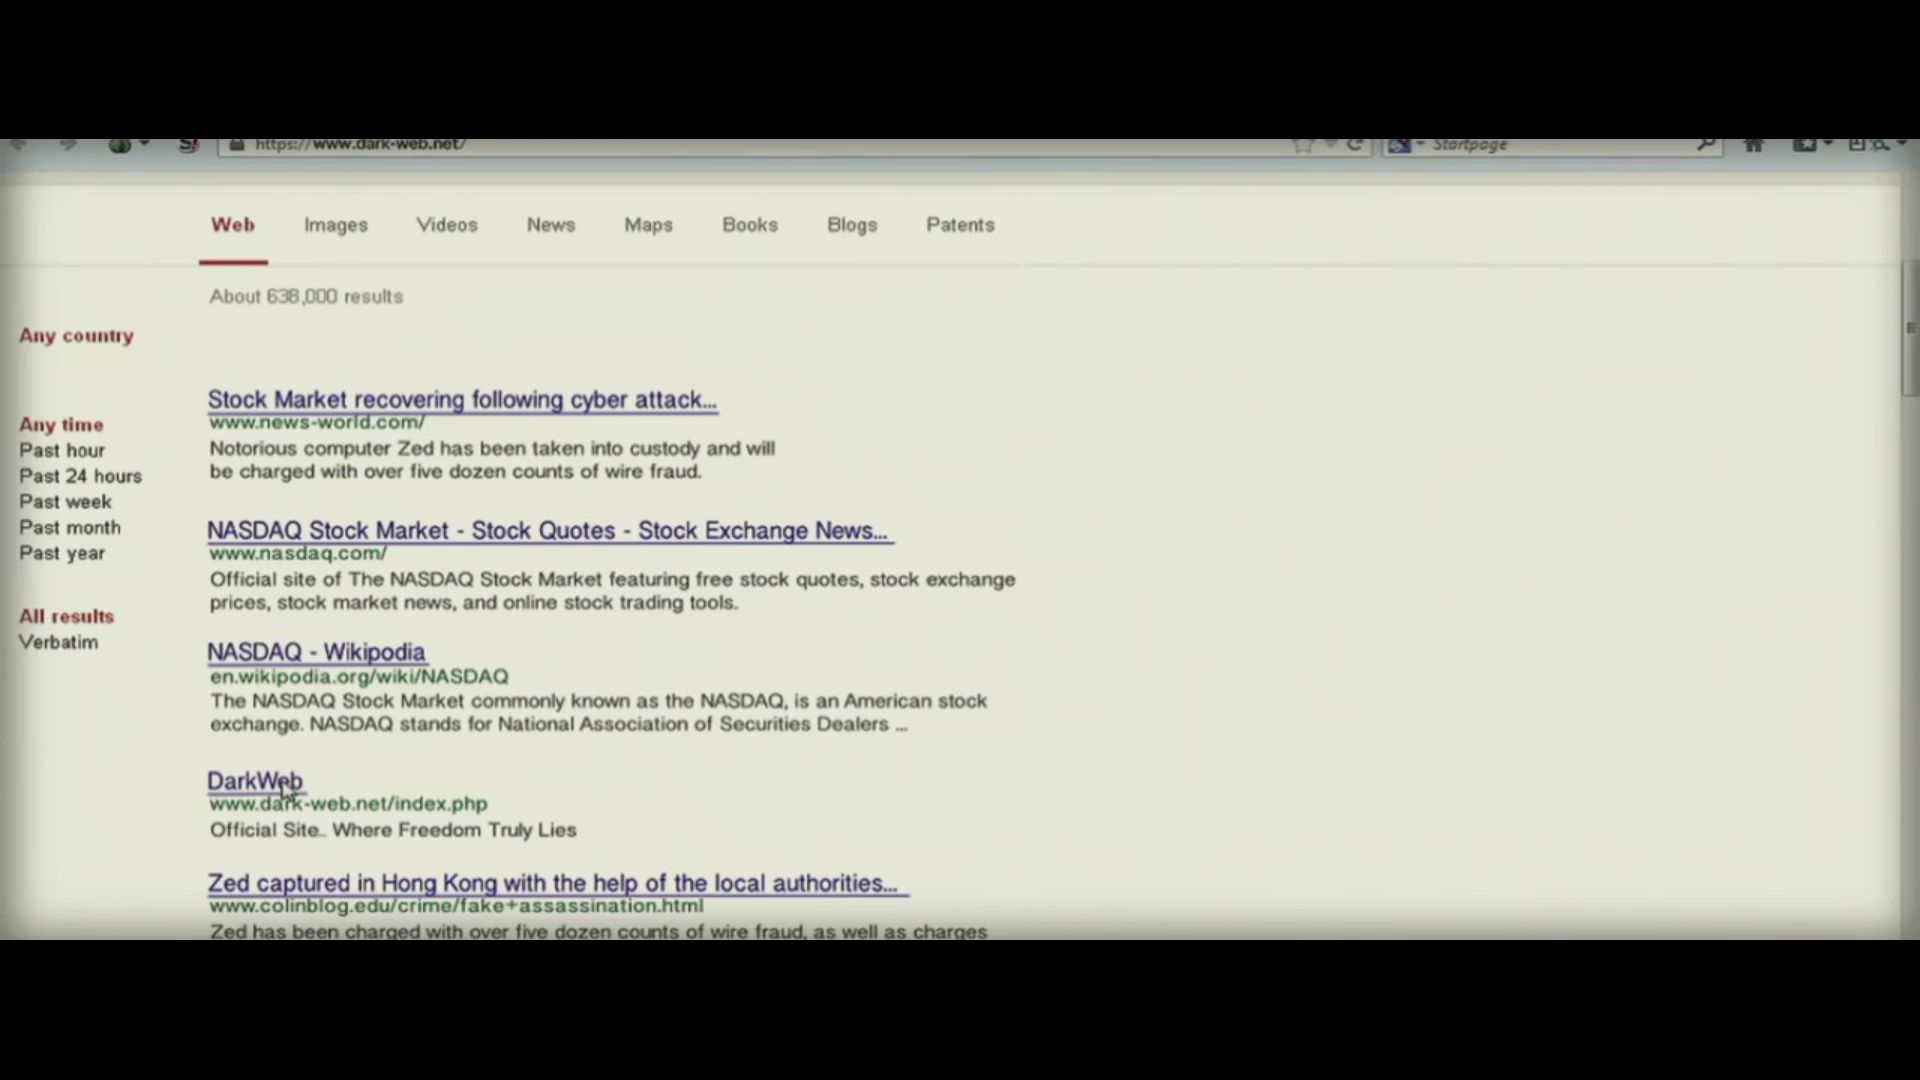 https://www.dark-web.net/
Startpage
Web Images Videos News Maps Books Blogs Patents
About 638,000 results
Any country
Any time
Past hour
Past 24 hours
Past week
Past month
Past year
All results
Verbatim
Stock Market recovering following cyber attack...
www.news-world.com/
Notorious computer Zed has been taken into custody and will
be charged with over five dozen counts of wire fraud.
NASDAQ Stock Market - Stock Quotes - Stock Exchange News...
www.nasdaq.com/
Official site of The NASDAQ Stock Market featuring free stock quotes, stock exchange
prices, stock market news, and online stock trading tools.
NASDAQ - Wikipodia
en.wikipodia.org/wiki/NASDAQ
The NASDAQ Stock Market commonly known as the NASDAQ, is an American stock
exchange. NASDAQ stands for National Association of Securities Dealers ...
DarkWeb
www.dark-web.net/index.php
Official Site.. Where Freedom Truly Lies
Zed captured in Hong Kong with the help of the local authorities...
www.colinblog.edu/crime/fake+assassination.html
Zed has been charged with over five dozen counts of wire fraud, as well as charges